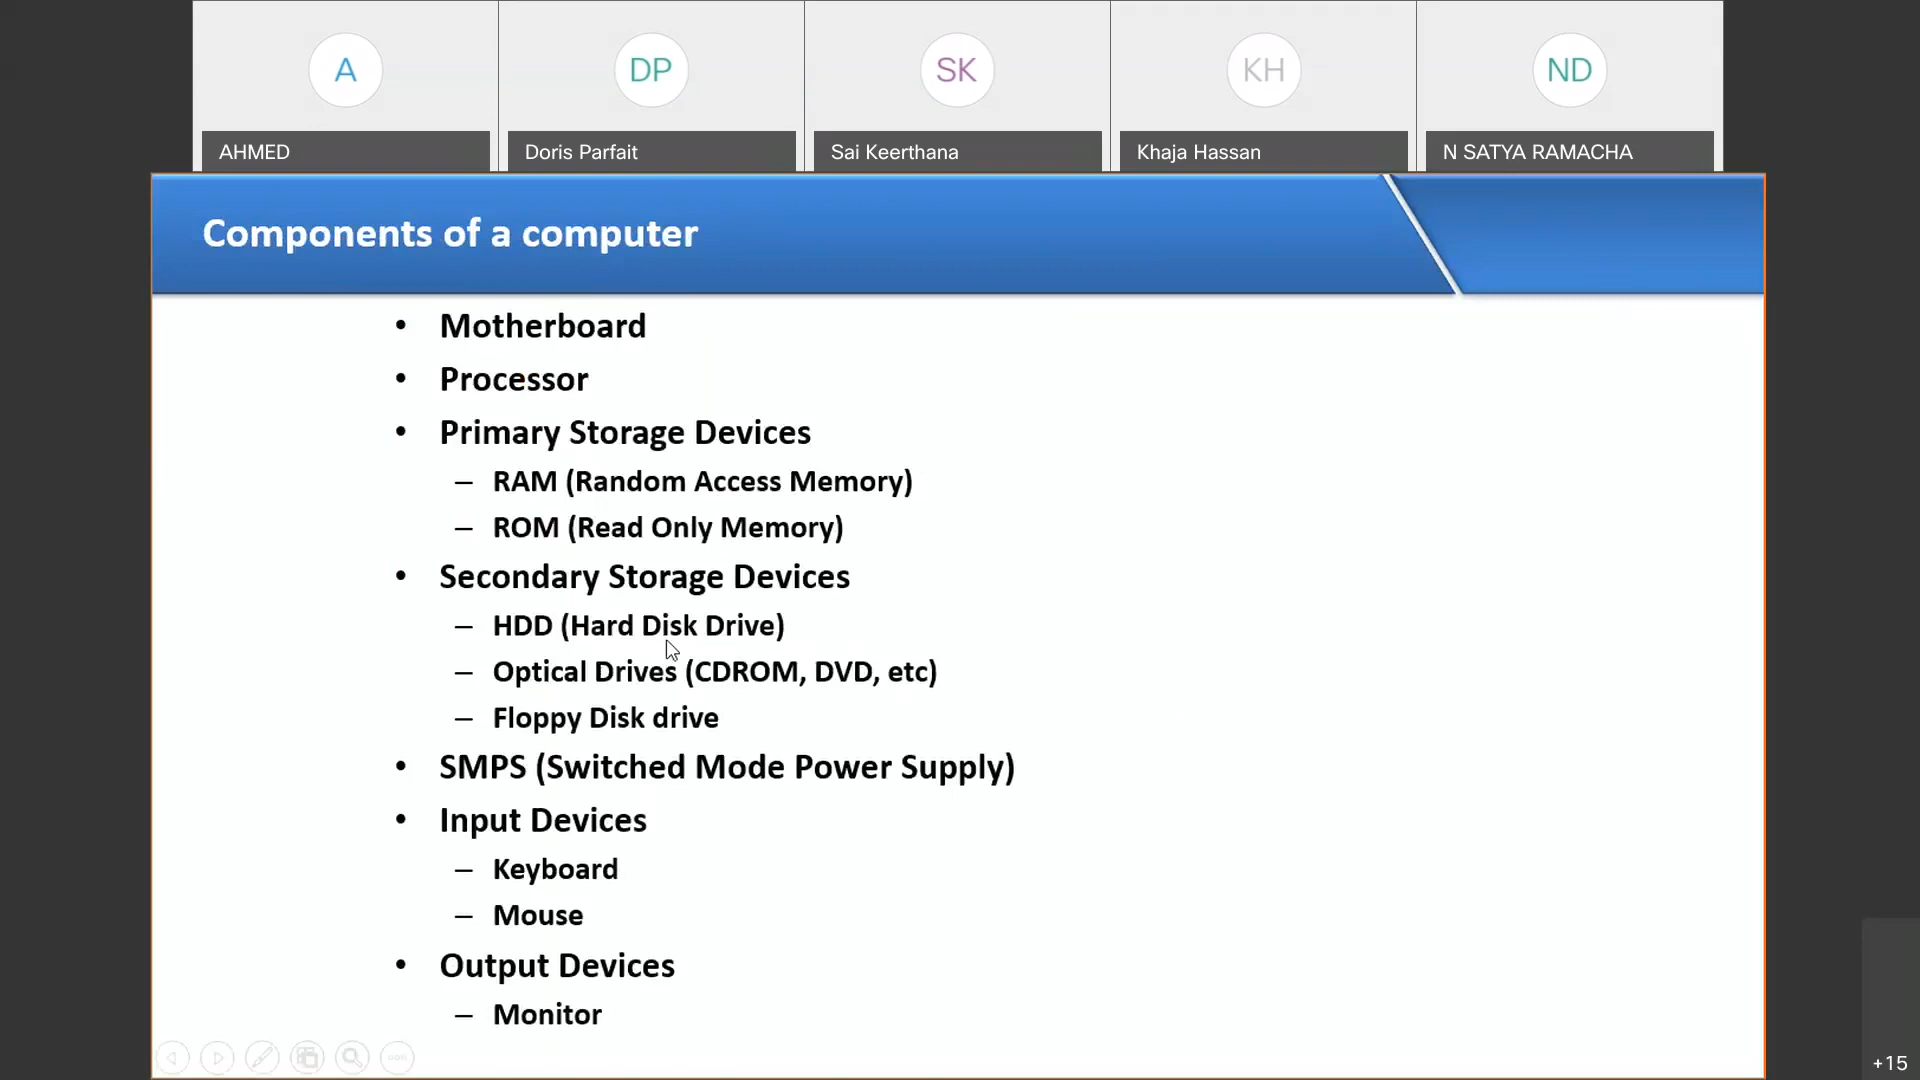 A
DP
SK
KH
ND
AHMED
Doris Parfait
Sai Keerthana
Khaja Hassan
N SATYA RAMACHA
Components of a computer
• Motherboard
• Processor
• Primary Storage Devices
– RAM (Random Access Memory)
– ROM (Read Only Memory)
• Secondary Storage Devices
– HDD (Hard Disk Drive)
– Optical Drives (CDROM, DVD, etc)
– Floppy Disk drive
• SMPS (Switched Mode Power Supply)
• Input Devices
– Keyboard
– Mouse
• Output Devices
– Monitor
+15